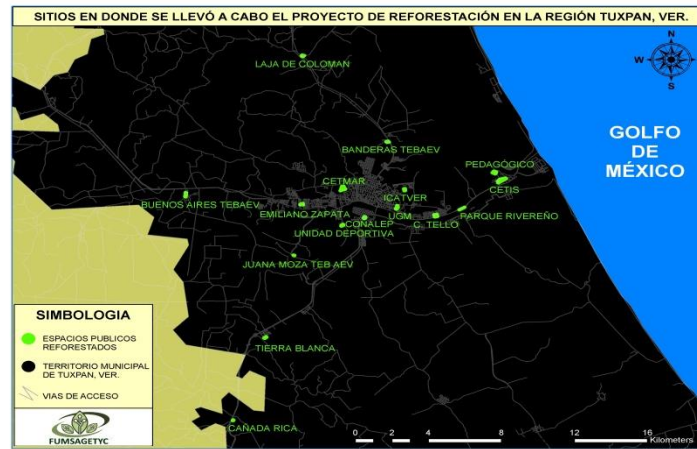 SITIOS EN DONDE SE LLEVÓ A CABO EL PROYECTO DE REFORESTACIÓN EN LA REGIÓN TUXPAN, VER.
N
W
E
S
LAJA DE COLOMAN
GOLFO
DE
MÉXICO
BANDERAS TEBAEV
PEDAGÓGICO
CETMAR
CETIS
ICATVER
BUENOS AIRES TEBAEV
EMILIANO ZAPATA
UGM
PARQUE RIVEREÑO
CONALEP
C. TELLO
UNIDAD DEPORTIVA
JUANA MOZA TEB AEV
TIERRA BLANCA
CAÑADA RICA
SIMBOLOGIA
ESPACIOS PUBLICOS
REFORESTADOS
TERRITORIO MUNICIPAL
DE TUXPAN, VER.
VIAS DE ACCESO
FUMSAGETYC
0 2 4 8 12 16
Kilometers